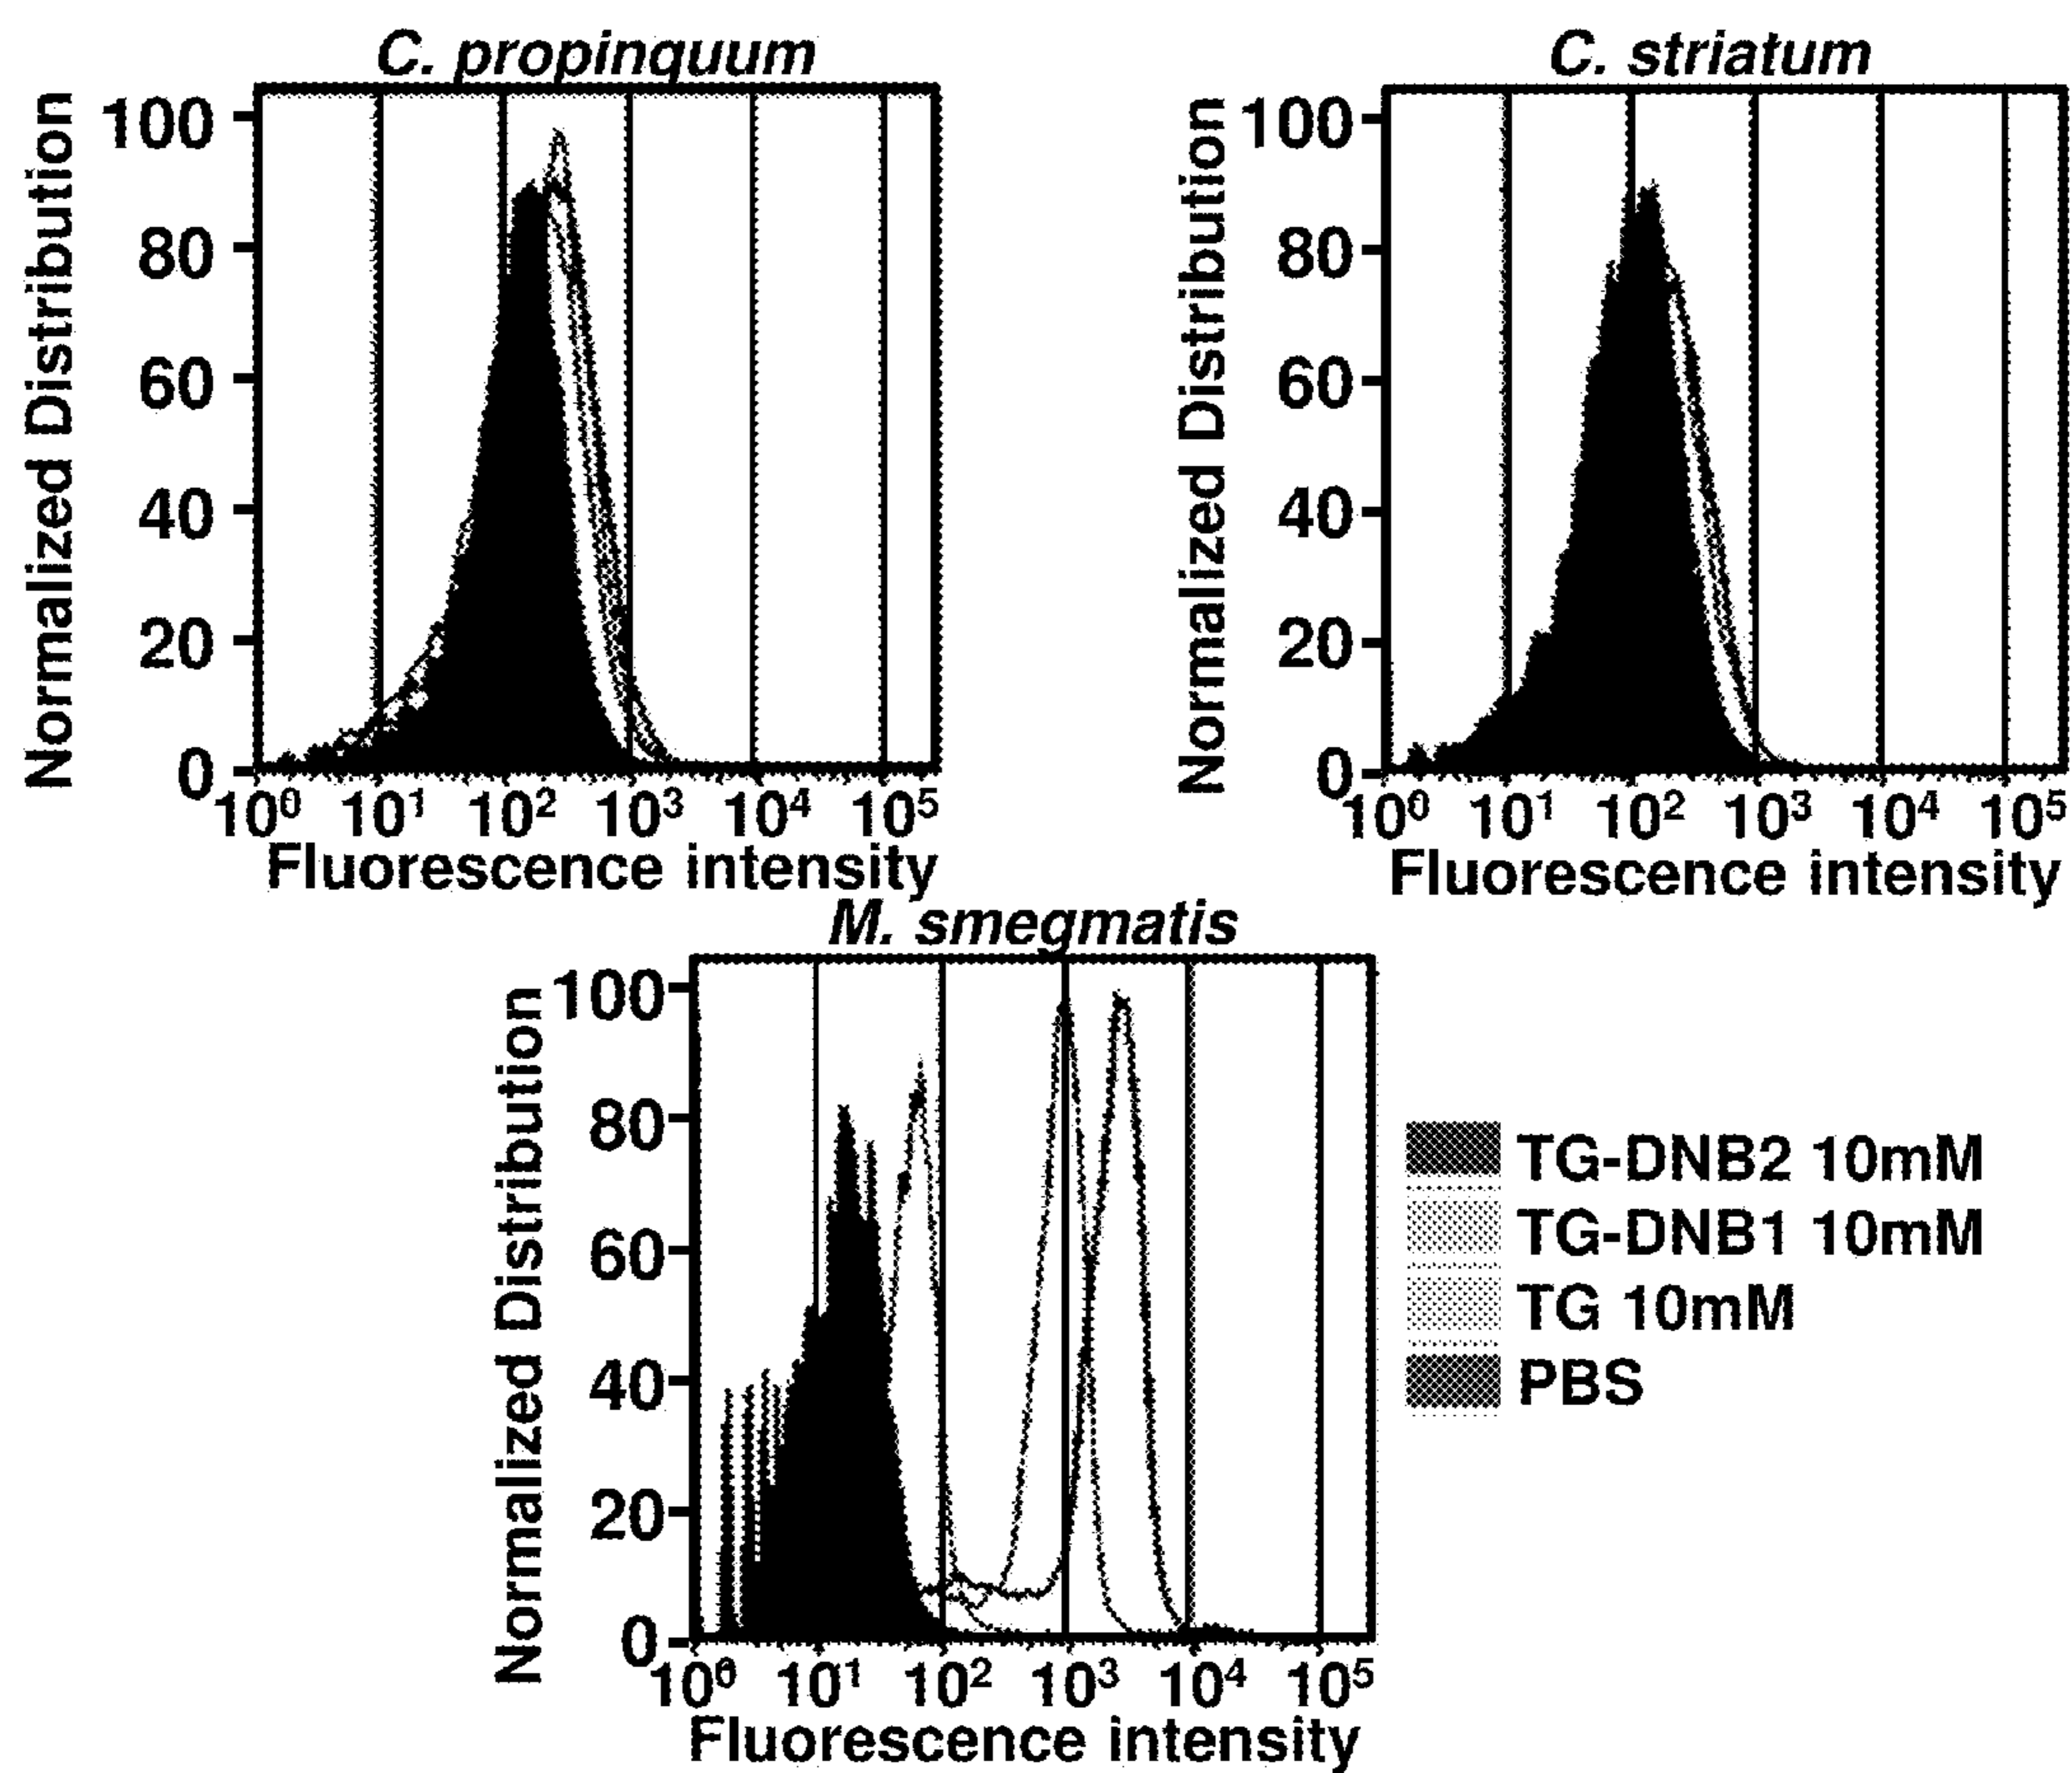 C. propinquum
Normalized Distribution
100
80
60
40
20
0
10⁰ 10¹ 10² 10³ 10⁴ 10⁵
Fluorescence intensity
C. striatum
Normalized Distribution
100
80
60
40
20
0
10⁰ 10¹ 10² 10³ 10⁴ 10⁵
Fluorescence intensity
M. smegmatis
Normalized Distribution
100
80
60
40
20
0
10⁰ 10¹ 10² 10³ 10⁴ 10⁵
Fluorescence intensity
TG-DNB2 10mM
TG-DNB1 10mM
TG 10mM
PBS